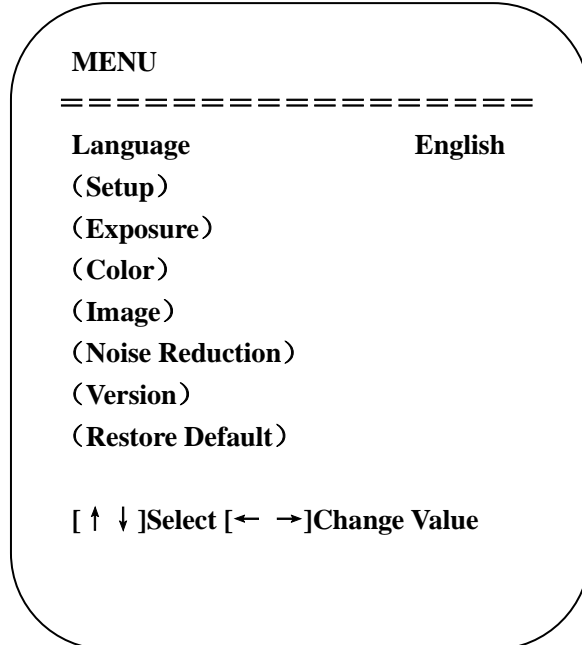 MENU
=================
Language English
（Setup）
（Exposure）
（Color）
（Image）
（Noise Reduction）
（Version）
（Restore Default）
[ ↑ ↓ ]Select [← →]Change Value